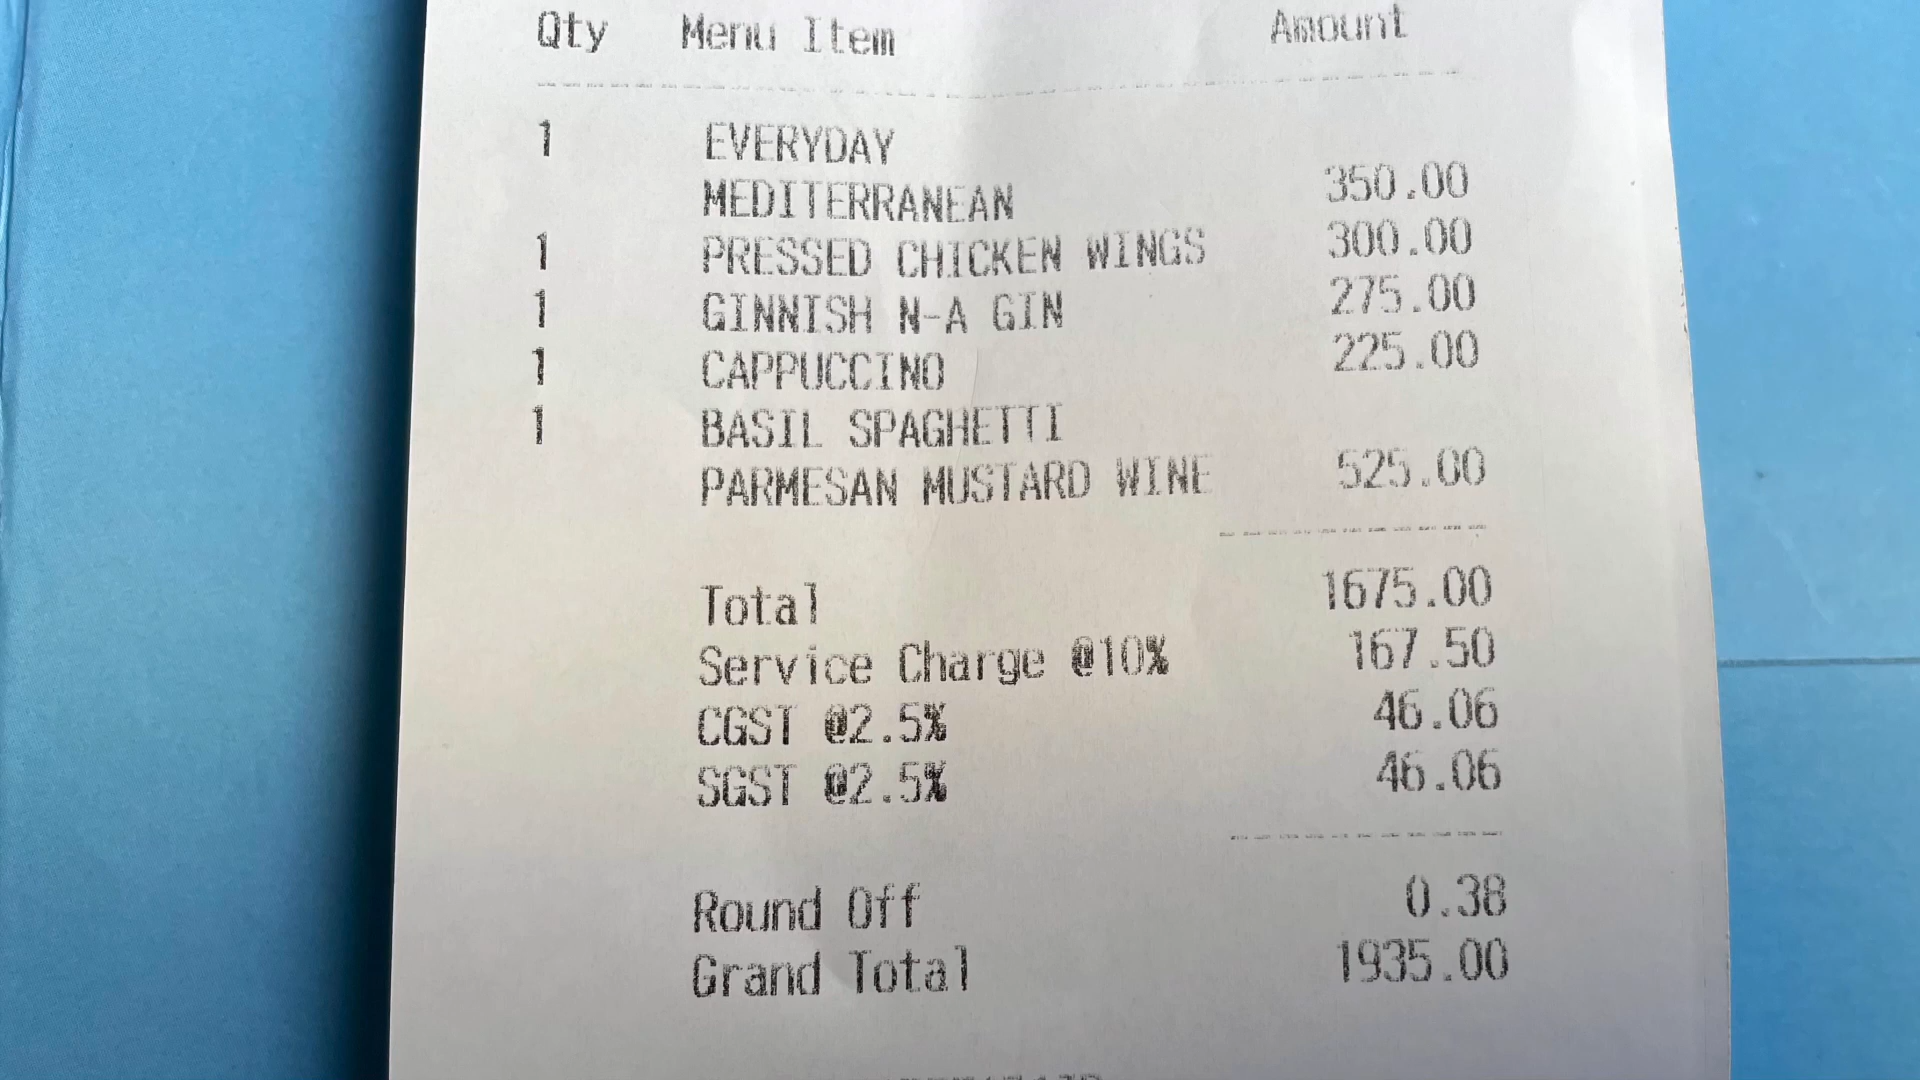 Qty Menu Item Amount
1 EVERYDAY
MEDITERRANEAN 350.00
1 PRESSED CHICKEN WINGS 300.00
1 GINNISH N-A GIN 275.00
1 CAPPUCCINO 225.00
1 BASIL SPAGHETTI
PARMESAN MUSTARD WINE 525.00
Total 1675.00
Service Charge @10% 167.50
CGST @2.5% 46.06
SGST @2.5% 46.06
Round Off 0.38
Grand Total 1935.00